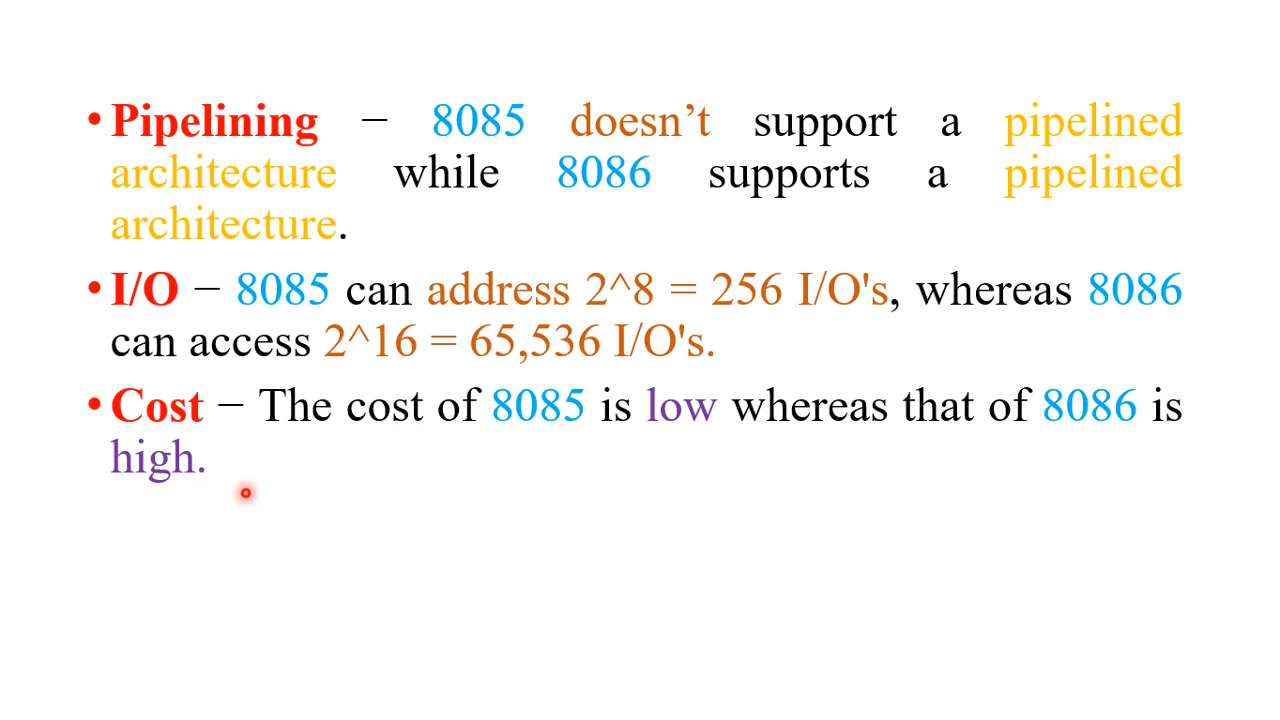 • Pipelining − 8085 doesn’t support a pipelined
architecture while 8086 supports a pipelined
architecture.
• I/O − 8085 can address 2^8 = 256 I/O's, whereas 8086
can access 2^16 = 65,536 I/O's.
• Cost − The cost of 8085 is low whereas that of 8086 is
high.